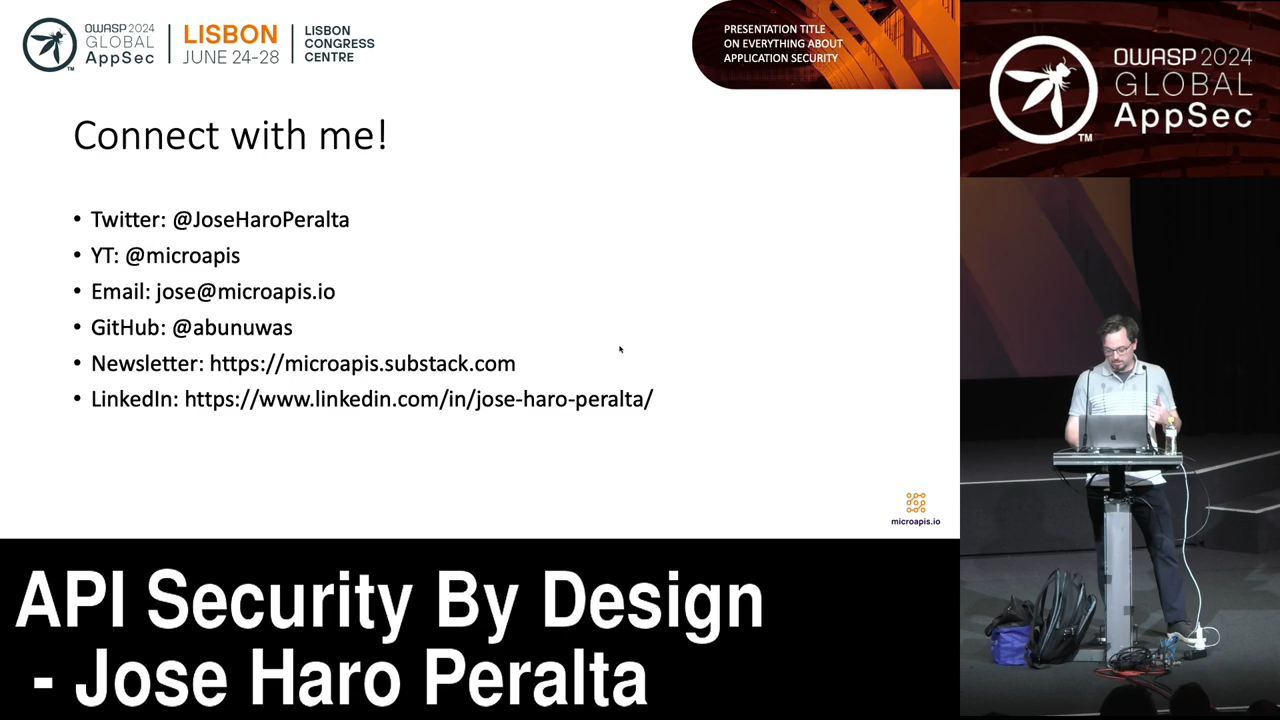 OWASP 2024
GLOBAL
AppSec
TM
LISBON
JUNE 24-28
LISBON
CONGRESS
CENTRE
PRESENTATION TITLE
ON EVERYTHING ABOUT
APPLICATION SECURITY
OWASP 2024
GLOBAL
AppSec
TM
Connect with me!
• Twitter: @JoseHaroPeralta
• YT: @microapis
• Email: jose@microapis.io
• GitHub: @abunuwas
• Newsletter: https://microapis.substack.com
• LinkedIn: https://www.linkedin.com/in/jose-haro-peralta/
microapis.io
API Security By Design
- Jose Haro Peralta